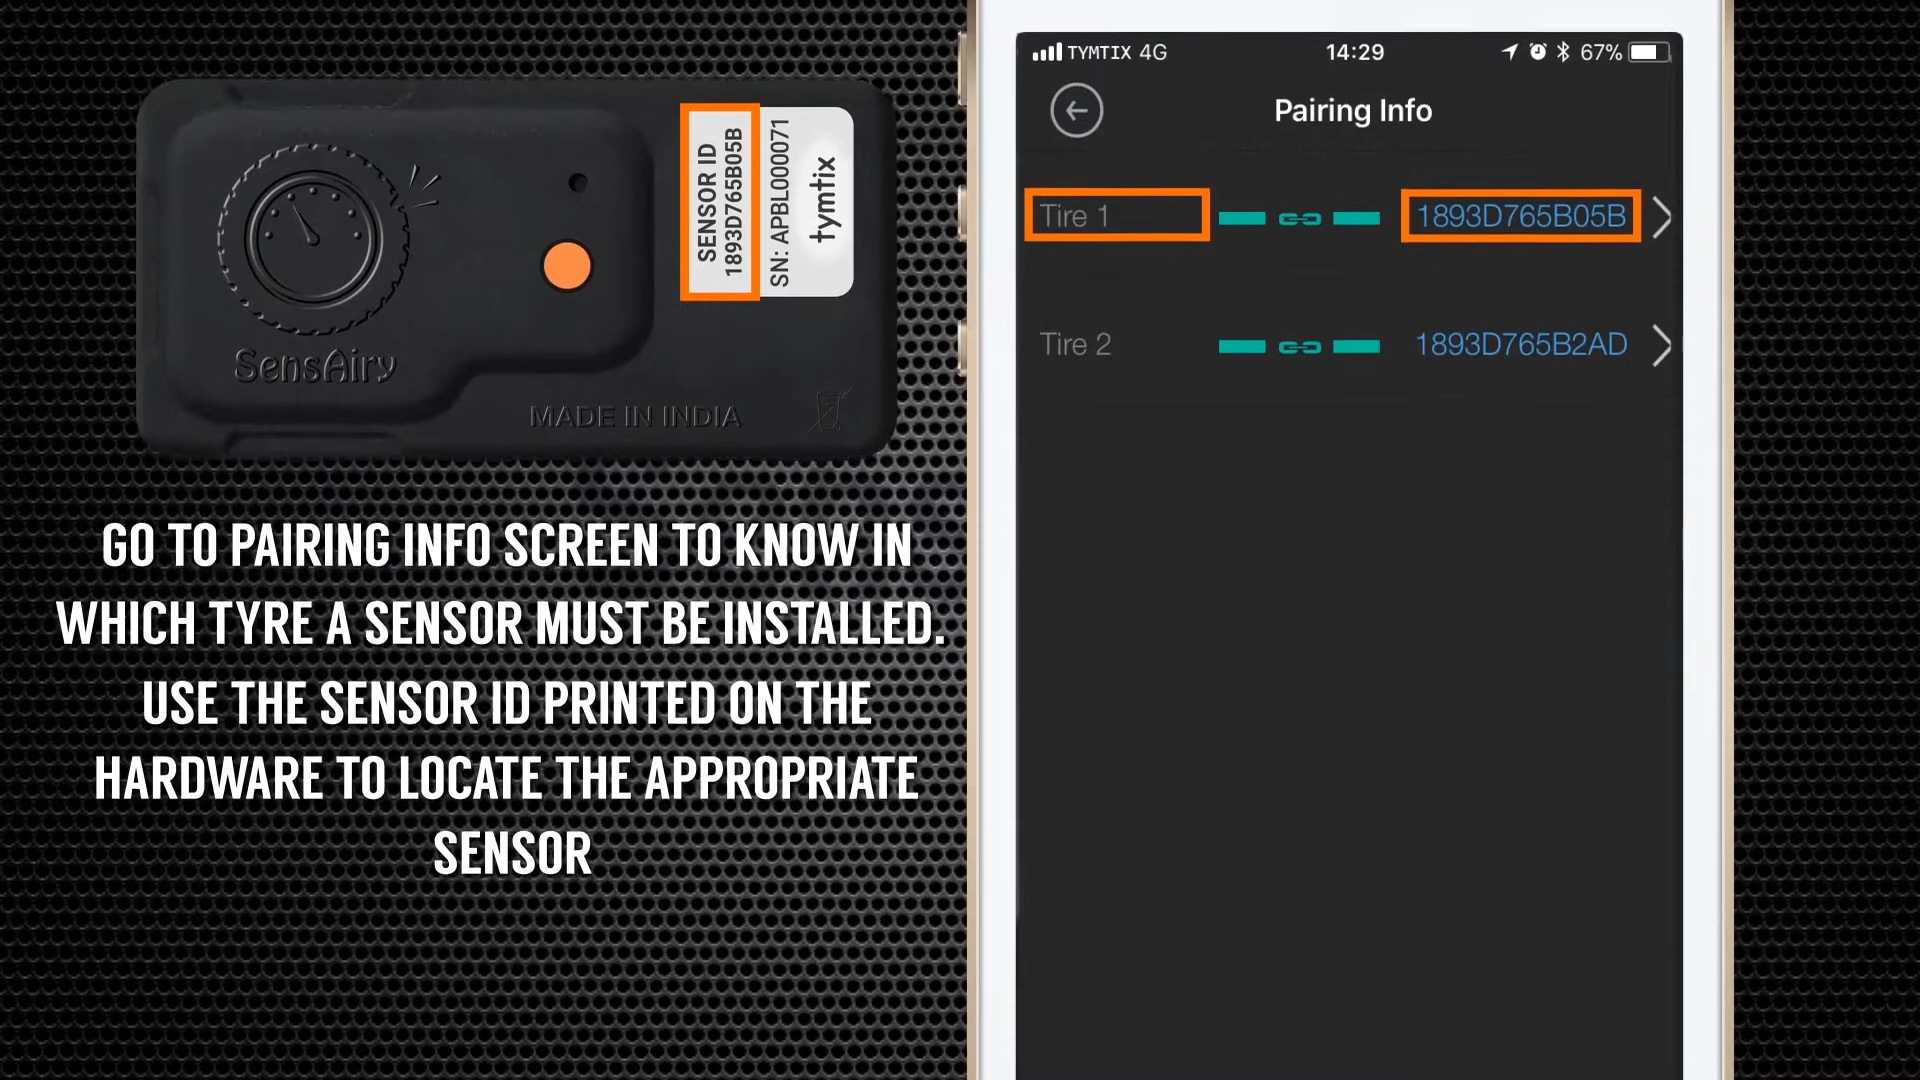 SensAiry
MADE IN INDIA
SENSOR ID
1893D765B05B
SN: APBL000071
tymtix
GO TO PAIRING INFO SCREEN TO KNOW IN
WHICH TYRE A SENSOR MUST BE INSTALLED.
USE THE SENSOR ID PRINTED ON THE
HARDWARE TO LOCATE THE APPROPRIATE
SENSOR
TYMTIX 4G 14:29 67%
Pairing Info
Tire 1 1893D765B05B
Tire 2 1893D765B2AD